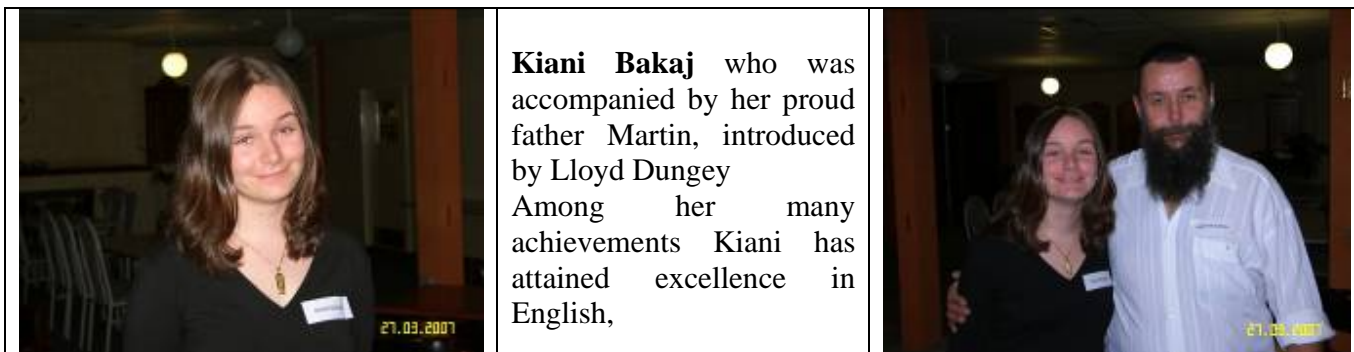 27.03.2007
Kiani Bakaj who was
accompanied by her proud
father Martin, introduced
by Lloyd Dungey
Among her many
achievements Kiani has
attained excellence in
English,
27.03.2007